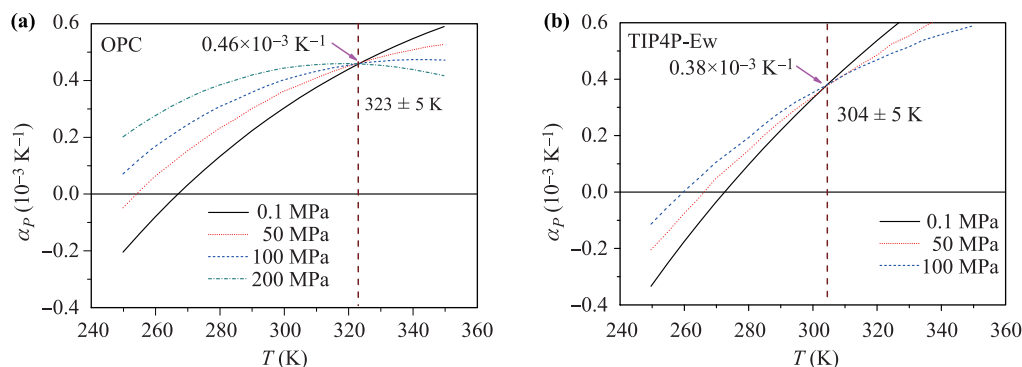 (a)
OPC
0.46×10⁻³ K⁻¹
323 ± 5 K
0.1 MPa
50 MPa
100 MPa
200 MPa
0.6
0.4
0.2
0.0
−0.2
−0.4
αP (10⁻³ K⁻¹)
240 260 280 300 320 340 360
T (K)
(b)
TIP4P-Ew
0.38×10⁻³ K⁻¹
304 ± 5 K
0.1 MPa
50 MPa
100 MPa
0.6
0.4
0.2
0.0
−0.2
−0.4
αP (10⁻³ K⁻¹)
240 260 280 300 320 340 360
T (K)